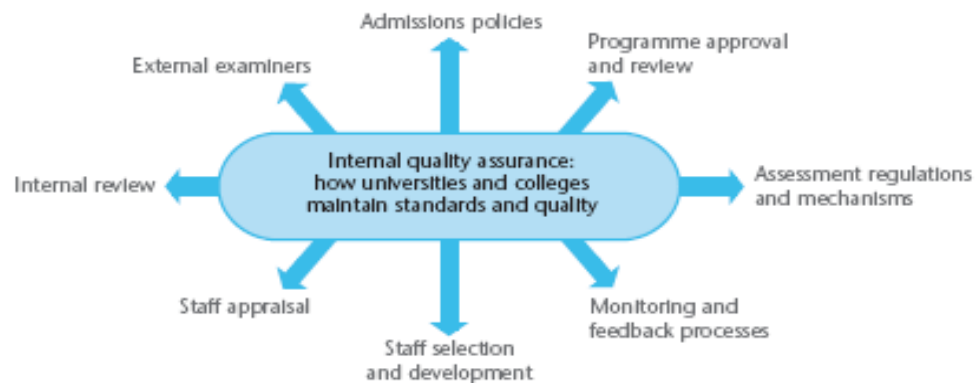 Admissions policies
Programme approval
and review
External examiners
Internal quality assurance:
how universities and colleges
maintain standards and quality
Internal review
Assessment regulations
and mechanisms
Staff appraisal
Monitoring and
feedback processes
Staff selection
and development